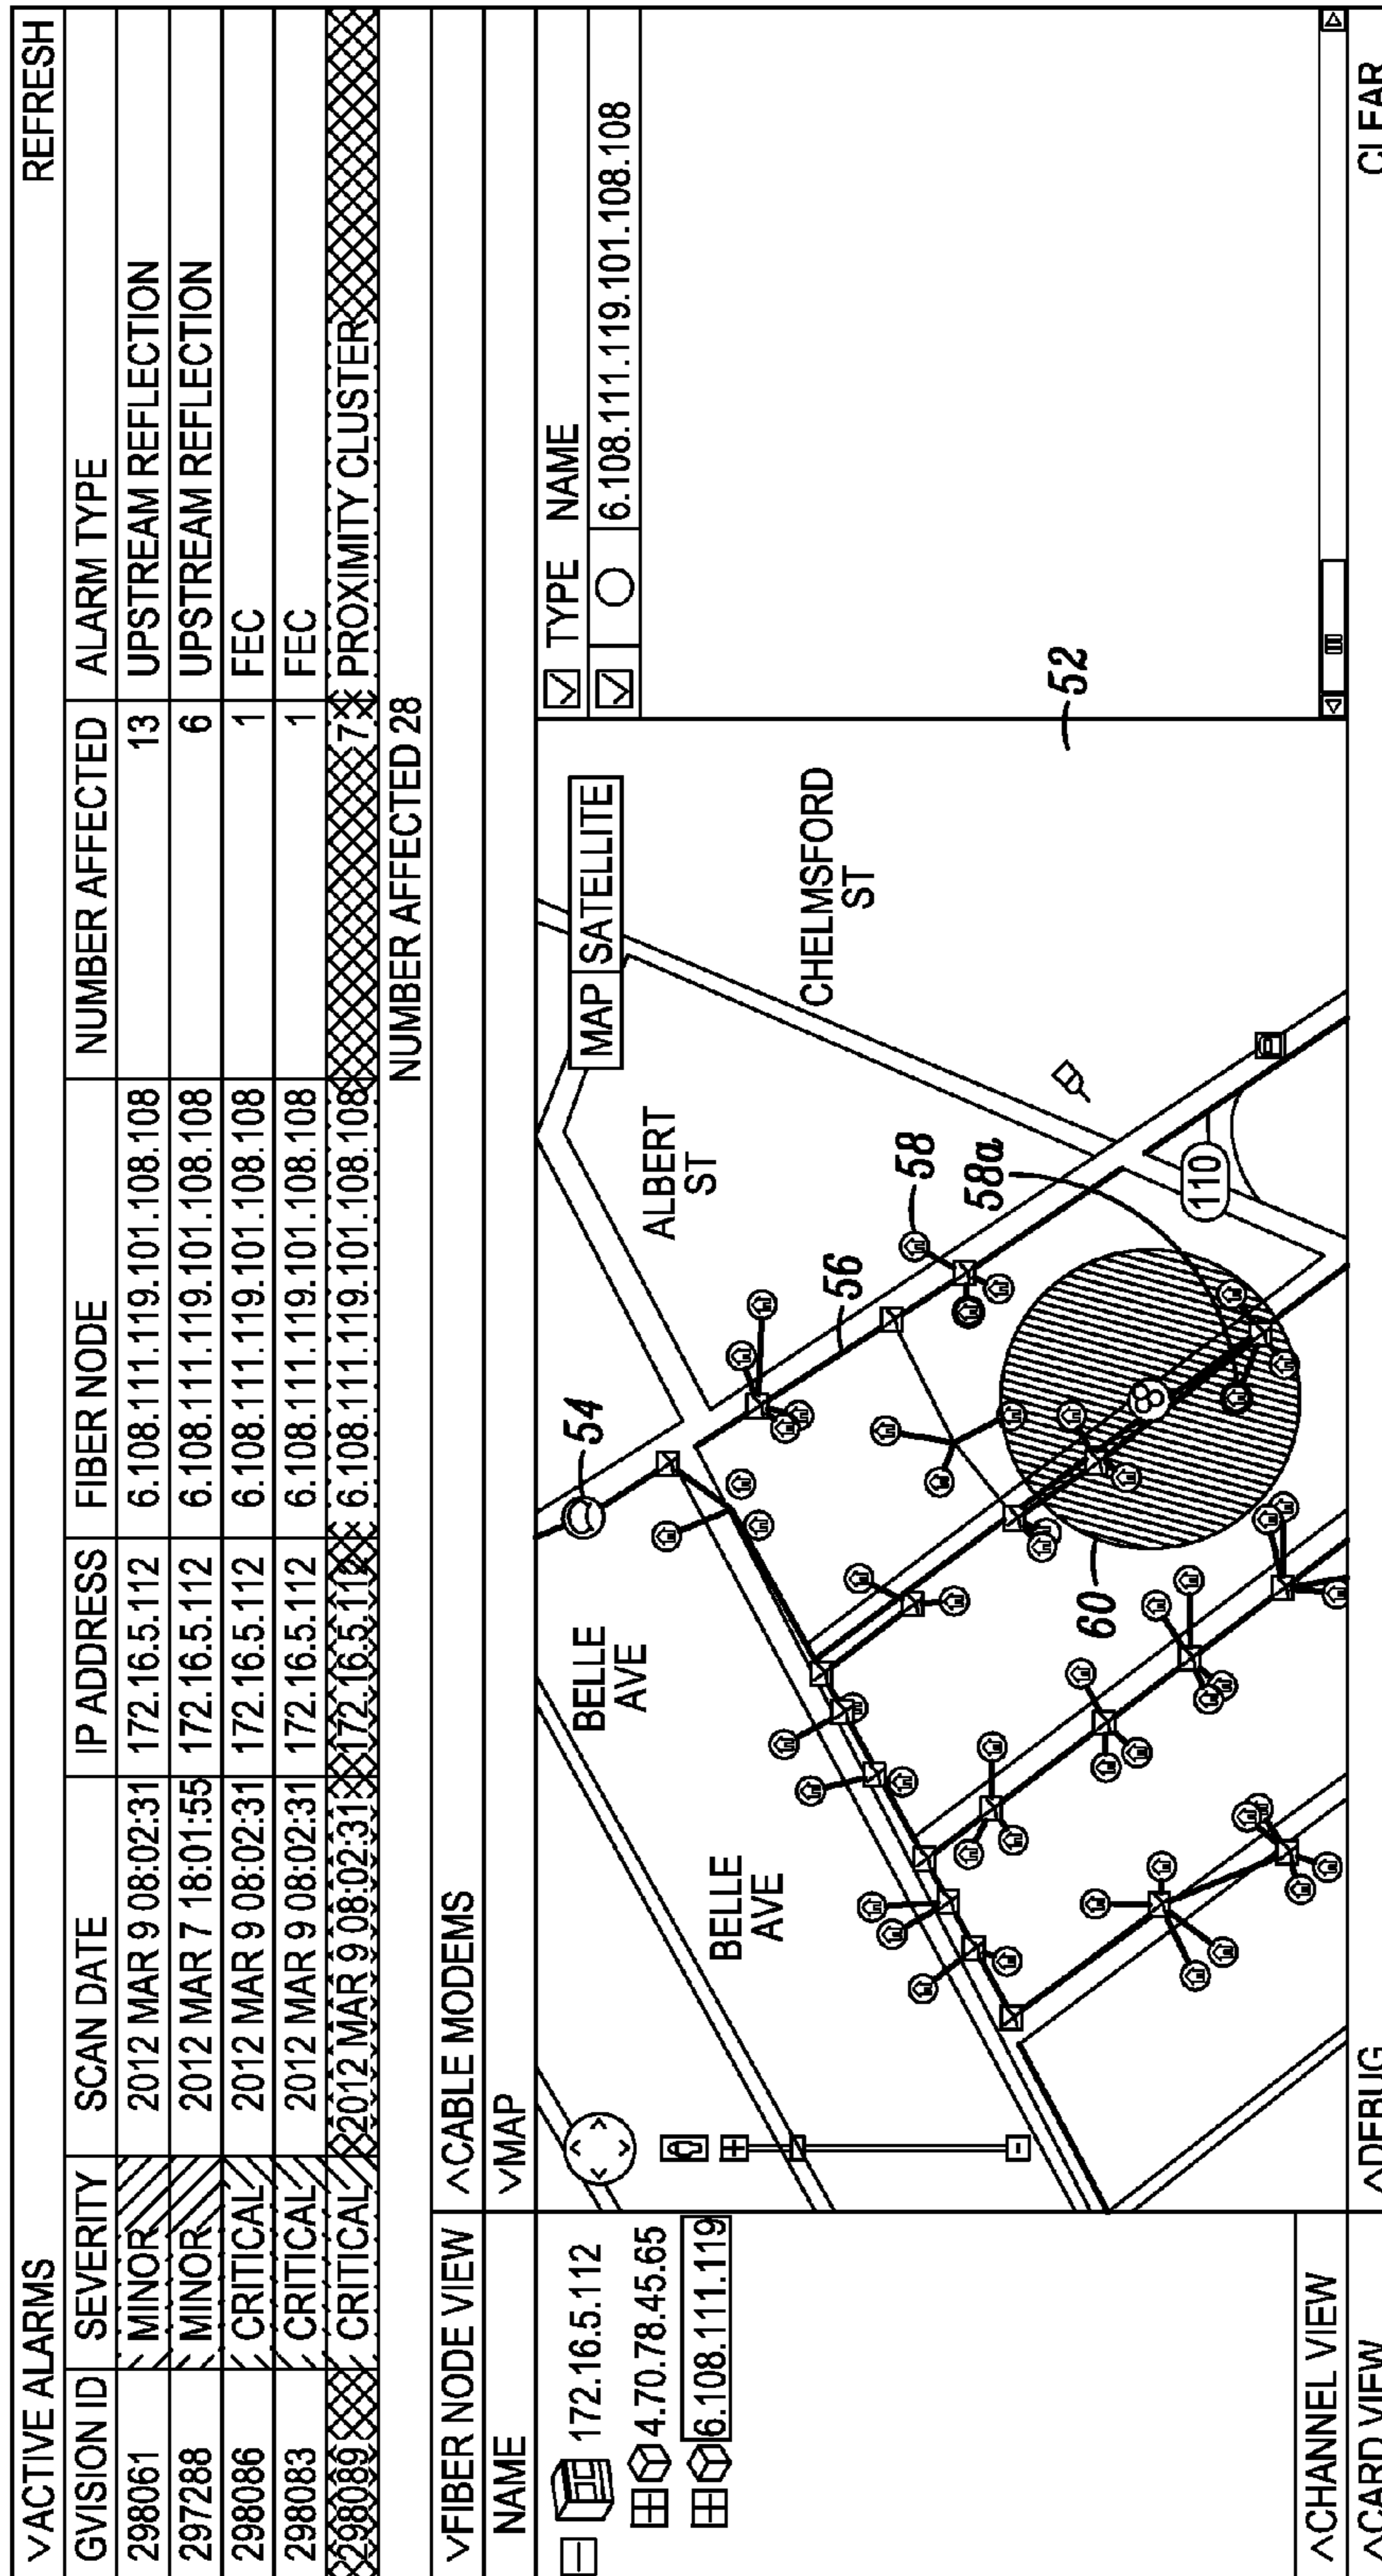 ∨ACTIVE ALARMS REFRESH
GVISION ID SEVERITY SCAN DATE IP ADDRESS FIBER NODE NUMBER AFFECTED ALARM TYPE
298061 MINOR 2012 MAR 9 08:02:31 172.16.5.112 6.108.111.119.101.108.108 13 UPSTREAM REFLECTION
297288 MINOR 2012 MAR 7 18:01:55 172.16.5.112 6.108.111.119.101.108.108 6 UPSTREAM REFLECTION
298086 CRITICAL 2012 MAR 9 08:02:31 172.16.5.112 6.108.111.119.101.108.108 1 FEC
298083 CRITICAL 2012 MAR 9 08:02:31 172.16.5.112 6.108.111.119.101.108.108 1 FEC
298089 CRITICAL 2012 MAR 9 08:02:31 172.16.5.112 6.108.111.119.101.108.108 7 PROXIMITY CLUSTER
NUMBER AFFECTED 28
∨FIBER NODE VIEW ∧CABLE MODEMS
NAME ∨MAP
172.16.5.112
4.70.78.45.65
6.108.111.119
MAP SATELLITE
BELLE
AVE
54
ALBERT
ST
BELLE
AVE
CHELMSFORD
ST
56
58
58a
52
60
110
TYPE NAME
6.108.111.119.101.108.108
∧CHANNEL VIEW
∧CARD VIEW ∧DEBUG CLEAR